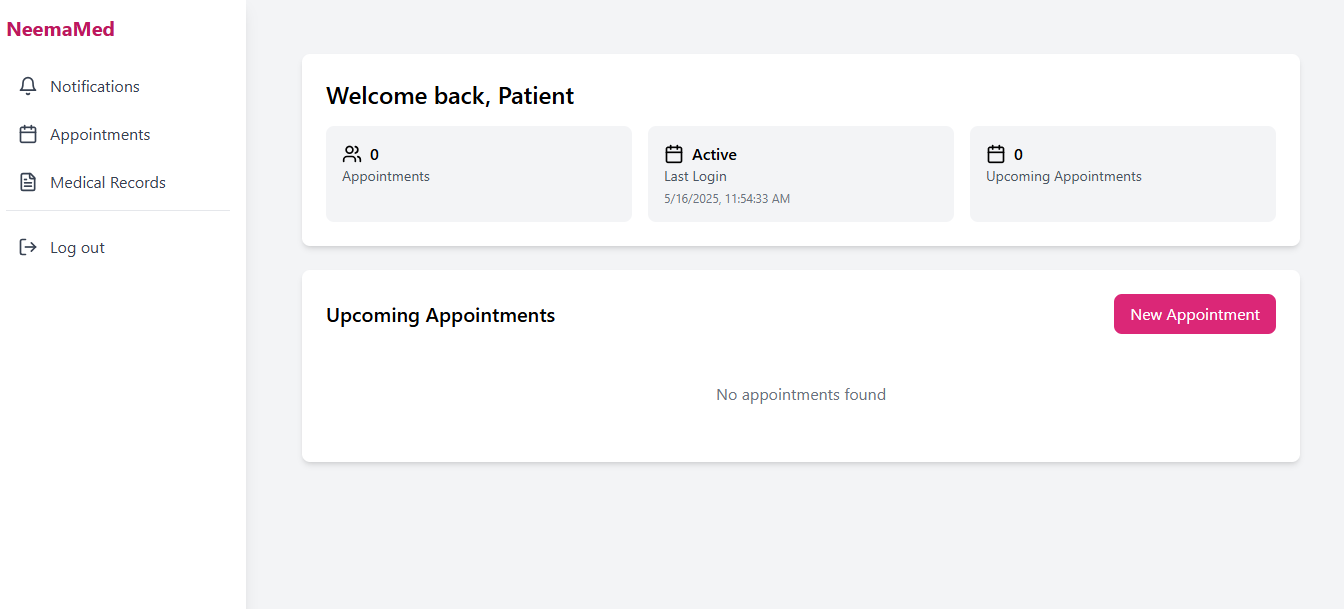 NeemaMed
Notifications
Appointments
Medical Records
Log out
Welcome back, Patient
0
Appointments
Active
Last Login
5/16/2025, 11:54:33 AM
0
Upcoming Appointments
Upcoming Appointments
New Appointment
No appointments found